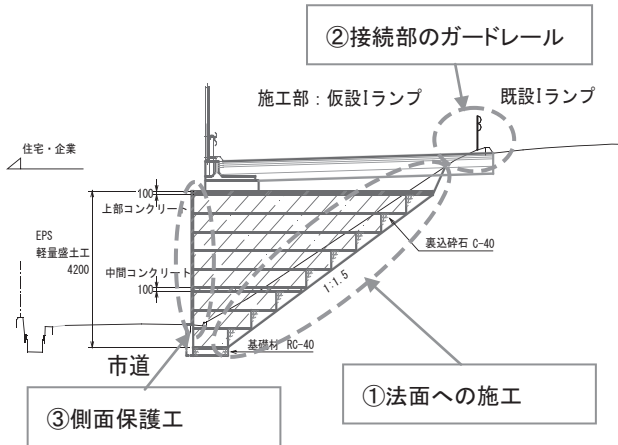 ②接続部のガードレール
施工部：仮設Iランプ
既設Iランプ
住宅・企業
100
上部コンクリート
EPS
軽量盛土工
4200
裏込砕石 C-40
中間コンクリート
100
1:1.5
基礎材 RC-40
市道
①法面への施工
③側面保護工